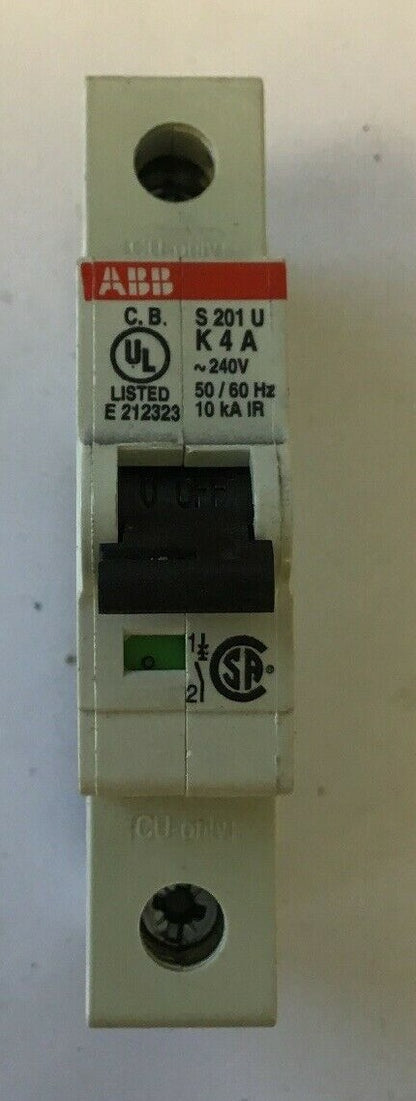 CU-only
ABB
C. B.
UL
LISTED
E 212323
S 201 U
K 4 A
~ 240V
50 / 60 Hz
10 kA IR
O OFF
O
1
2
SA
®
CU-only